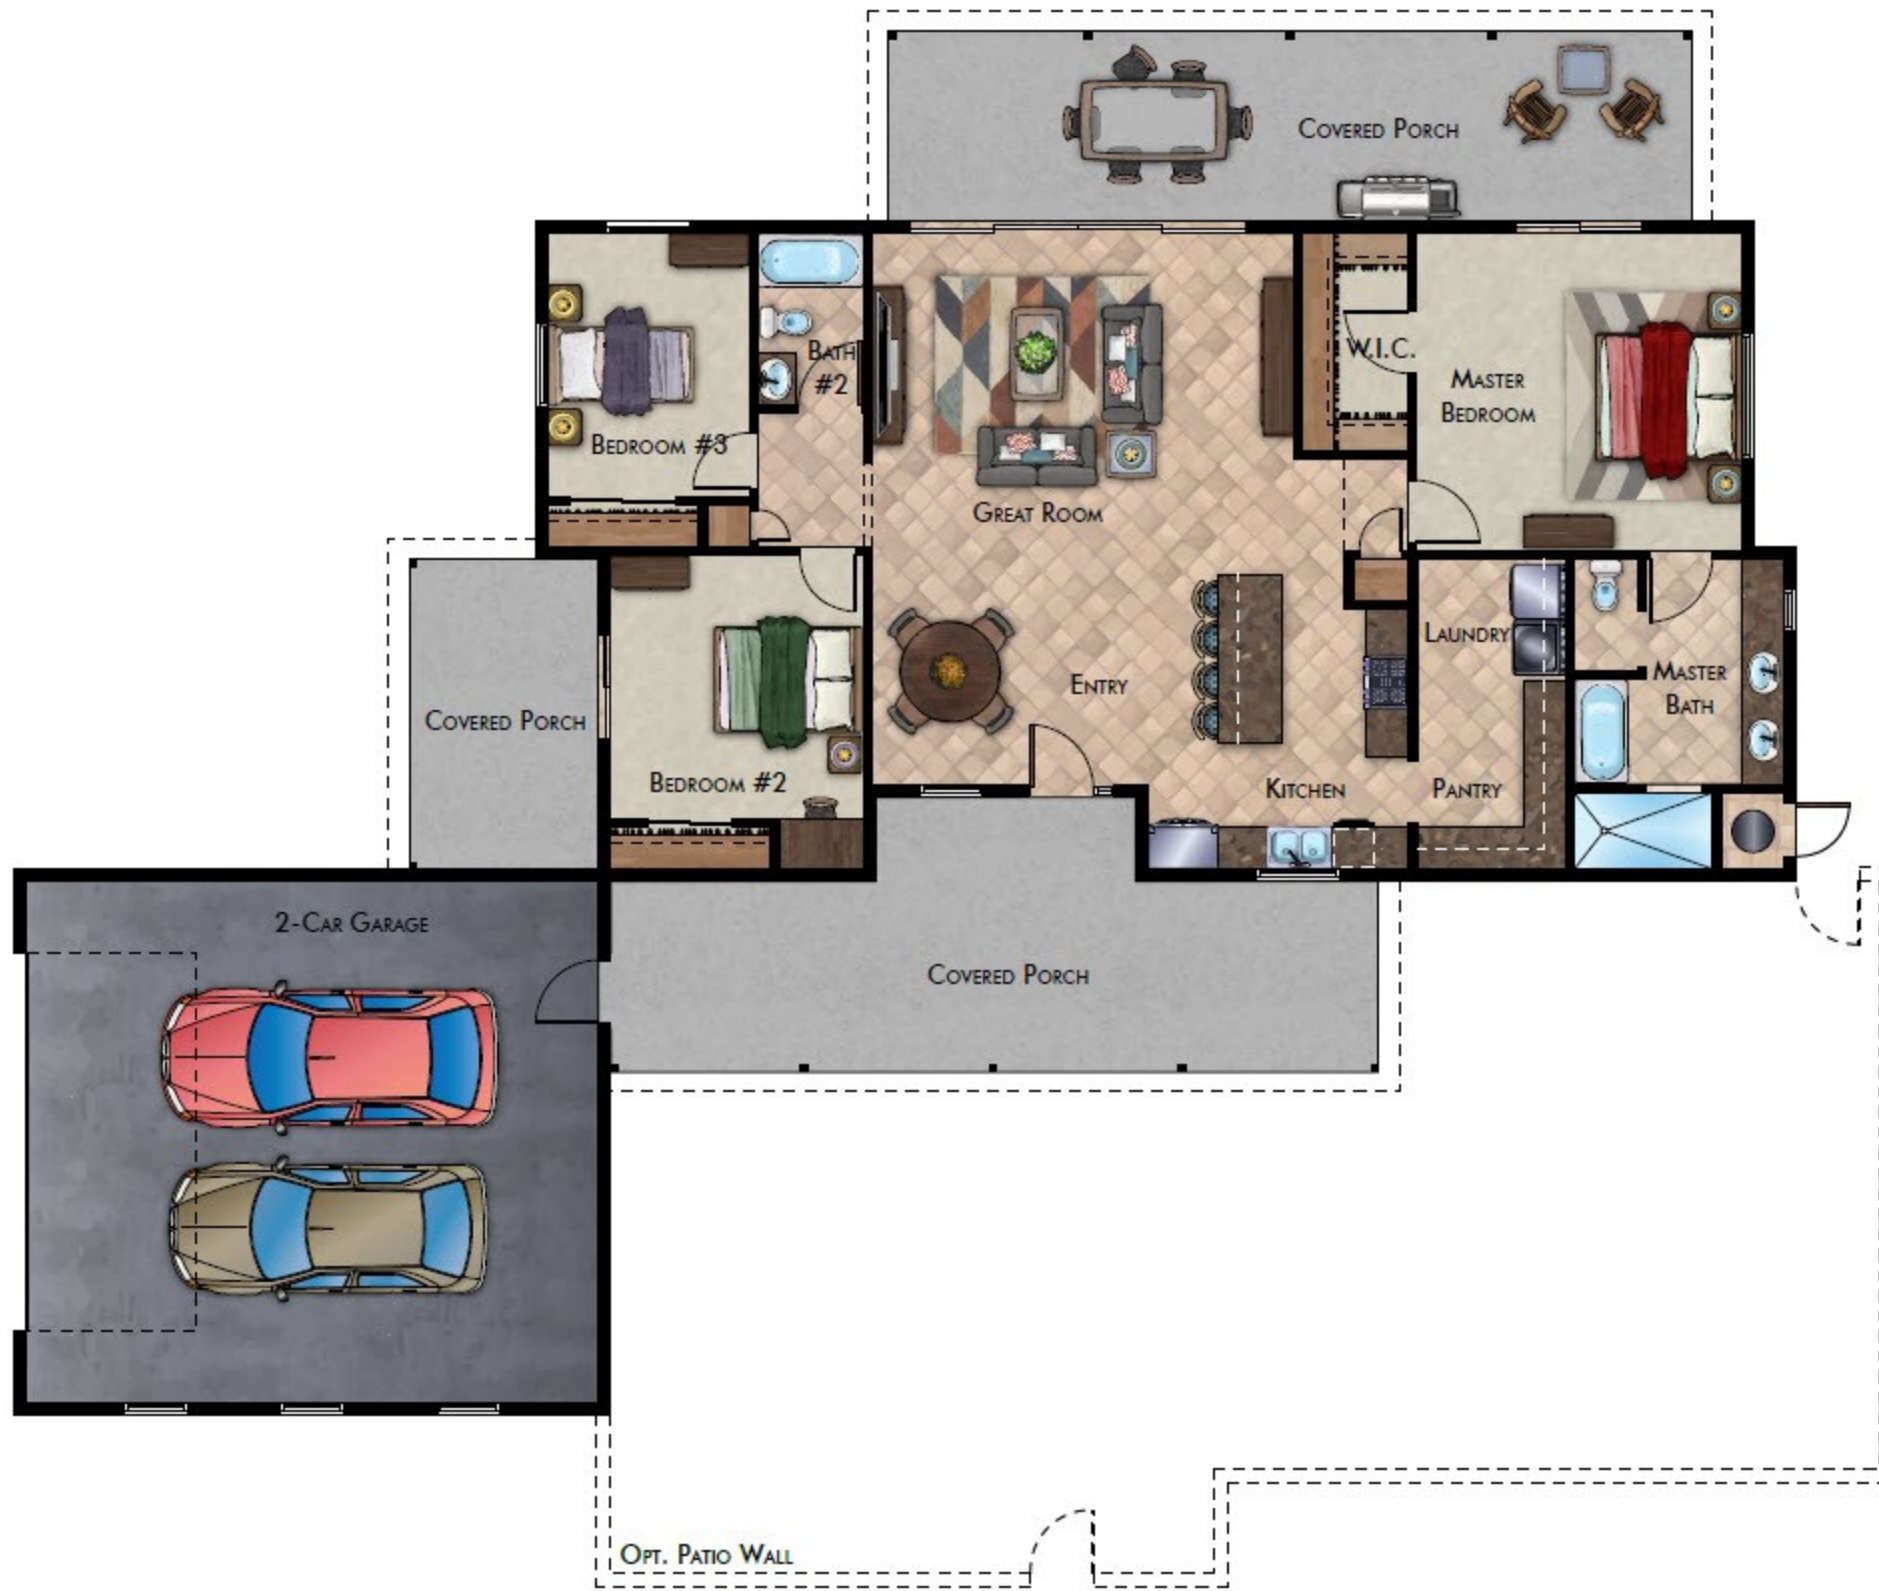 Covered Porch
Bath
#2
W.I.C.
Master
Bedroom
Bedroom #3
Great Room
Laundry
Master
Bath
Entry
Covered Porch
Bedroom #2
Kitchen
Pantry
2-Car Garage
Covered Porch
Opt. Patio Wall